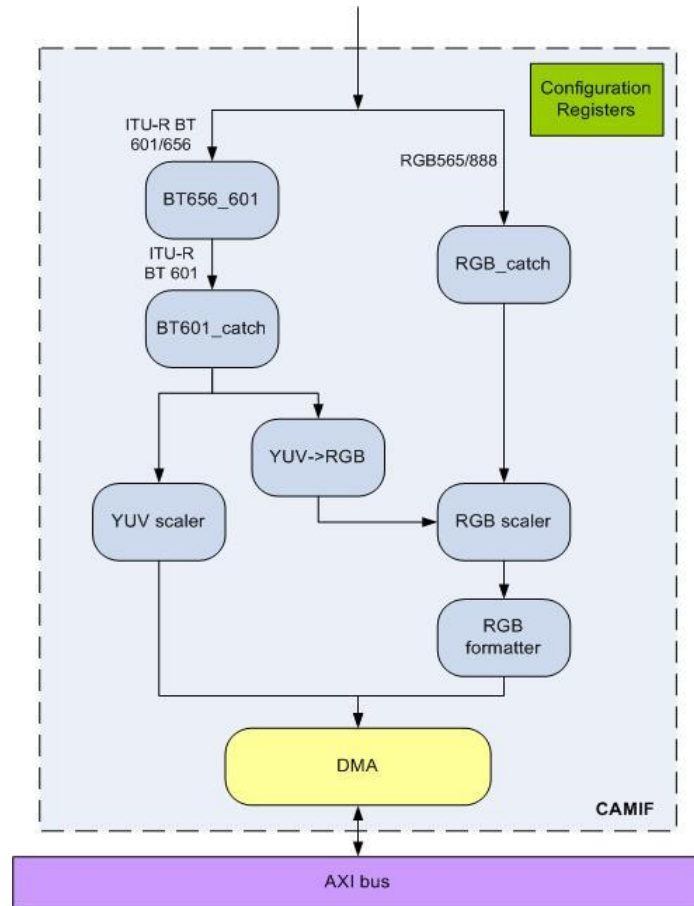 Configuration
Registers
ITU-R BT
601/656
RGB565/888
BT656_601
ITU-R
BT 601
RGB_catch
BT601_catch
YUV->RGB
YUV scaler
RGB scaler
RGB
formatter
DMA
CAMIF
AXI bus